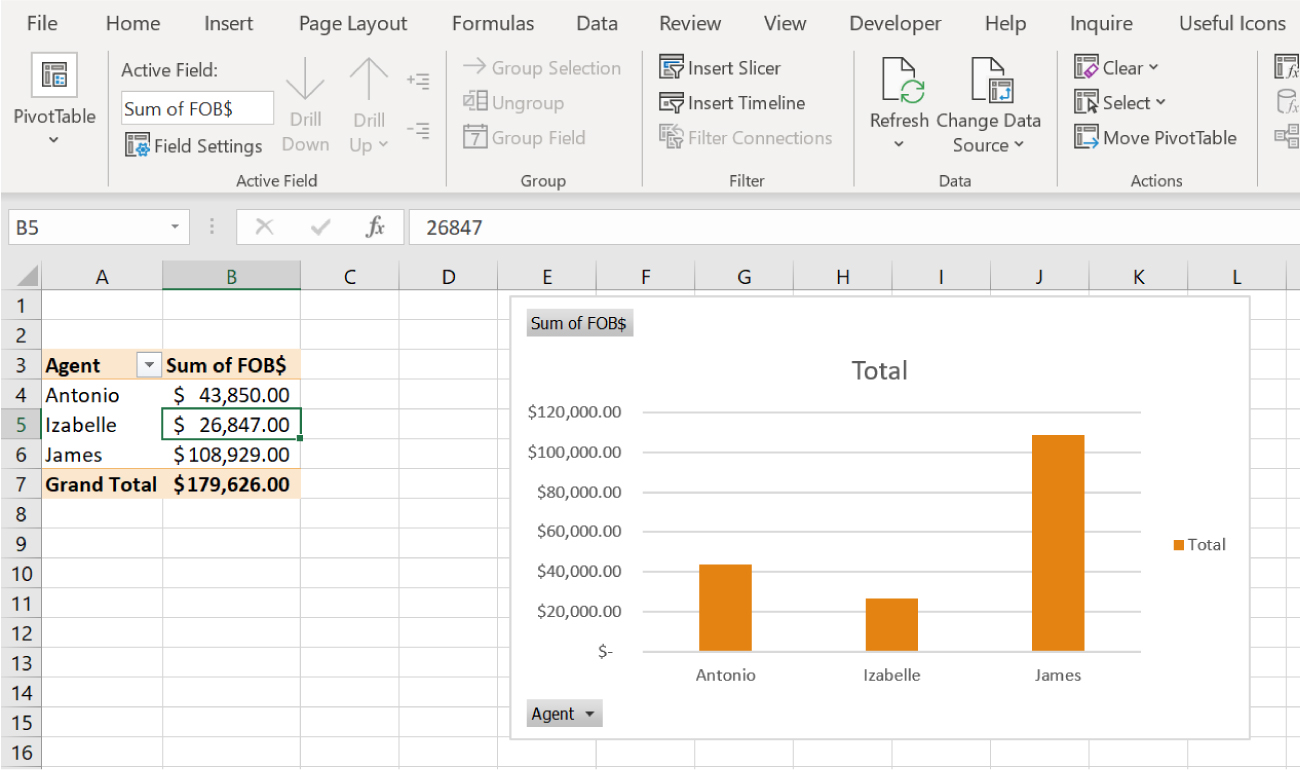 File Home Insert Page Layout Formulas Data Review View Developer Help Inquire Useful Icons
PivotTable
Active Field:
Sum of FOB$
Field Settings
Drill Down
Drill Up
Active Field
Group Selection
Ungroup
7 Group Field
Group
Insert Slicer
Insert Timeline
Filter Connections
Filter
Refresh
Change Data Source
Data
Clear
Select
Move PivotTable
Actions
fx
fx
B5 fx 26847
A B C D E F G H I J K L
1
2
3 Agent Sum of FOB$
4 Antonio $ 43,850.00
5 Izabelle $ 26,847.00
6 James $108,929.00
7 Grand Total $179,626.00
8
9
10
11
12
13
14
15
16
Sum of FOB$
Total
$120,000.00
$100,000.00
$80,000.00
$60,000.00
$40,000.00
$20,000.00
$-
Antonio Izabelle James
Total
Agent